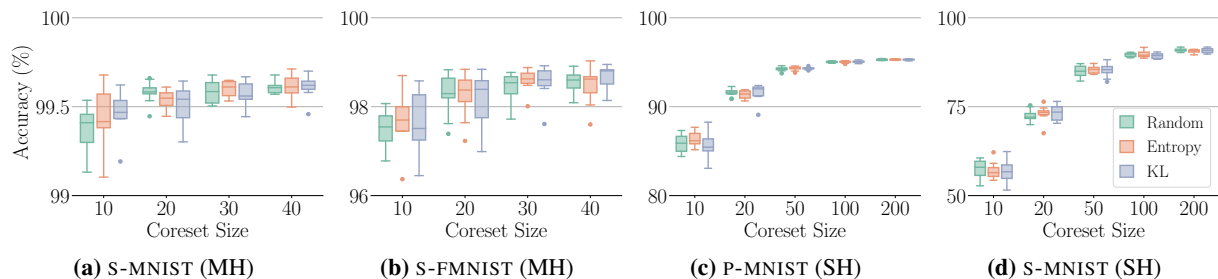 Accuracy (%)
100
99.5
99
10 20 30 40
Coreset Size
(a) S-MNIST (MH)
100
98
96
10 20 30 40
Coreset Size
(b) S-FMNIST (MH)
100
90
80
10 20 50 100 200
Coreset Size
(c) P-MNIST (SH)
100
75
50
10 20 50 100 200
Coreset Size
Random
Entropy
KL
(d) S-MNIST (SH)